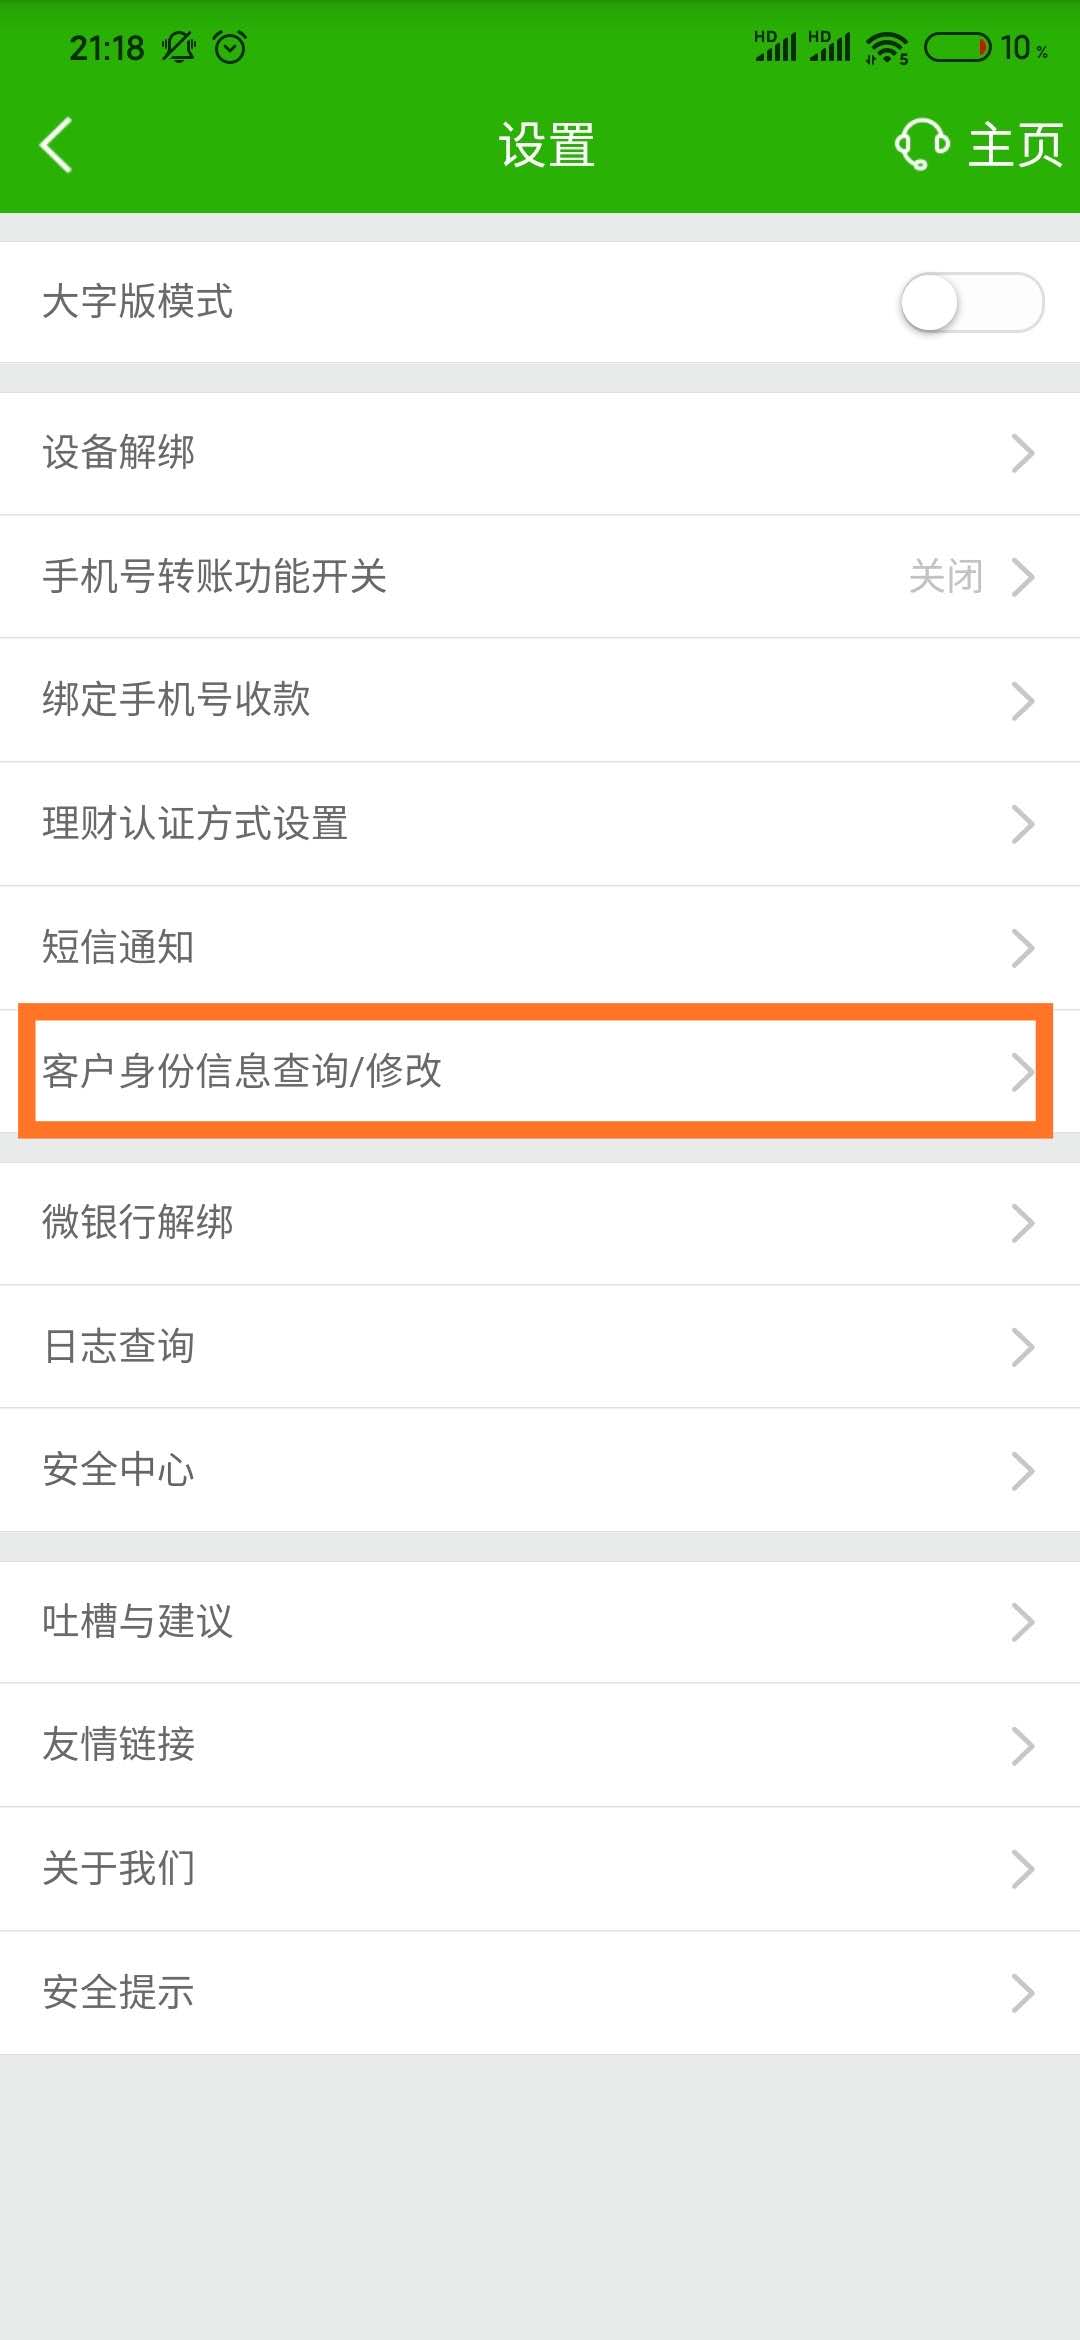 21:18 HD HD 5 10 %
设置 主页
大字版模式
设备解绑
手机号转账功能开关 关闭
绑定手机号收款
理财认证方式设置
短信通知
客户身份信息查询/修改
微银行解绑
日志查询
安全中心
吐槽与建议
友情链接
关于我们
安全提示